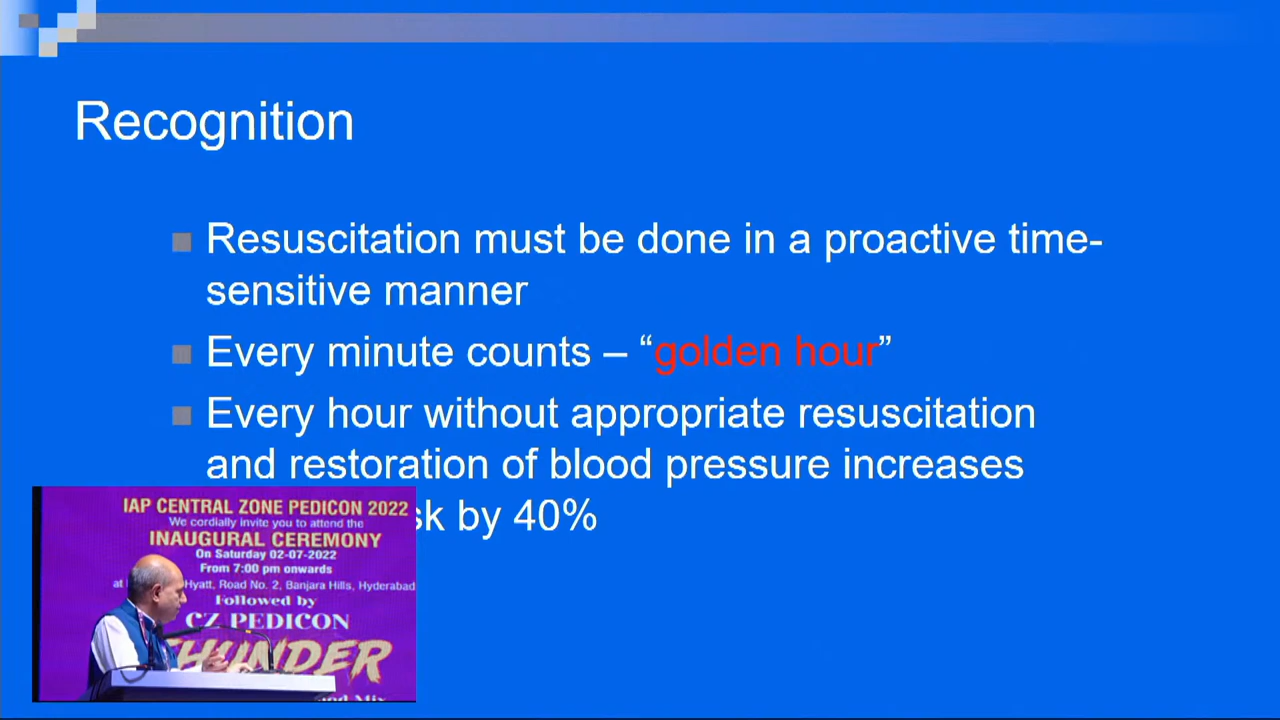 Recognition
Resuscitation must be done in a proactive time-
sensitive manner
Every minute counts – “golden hour”
Every hour without appropriate resuscitation
and restoration of blood pressure increases
by 40%
IAP CENTRAL ZONE PEDICON 2022
We cordially invite you to attend the
INAUGURAL CEREMONY
On Saturday 02-07-2022
From 7:00 pm onwards
at Hyatt, Road No. 2, Banjara Hills, Hyderabad
Followed by
CZ PEDICON
THUNDER